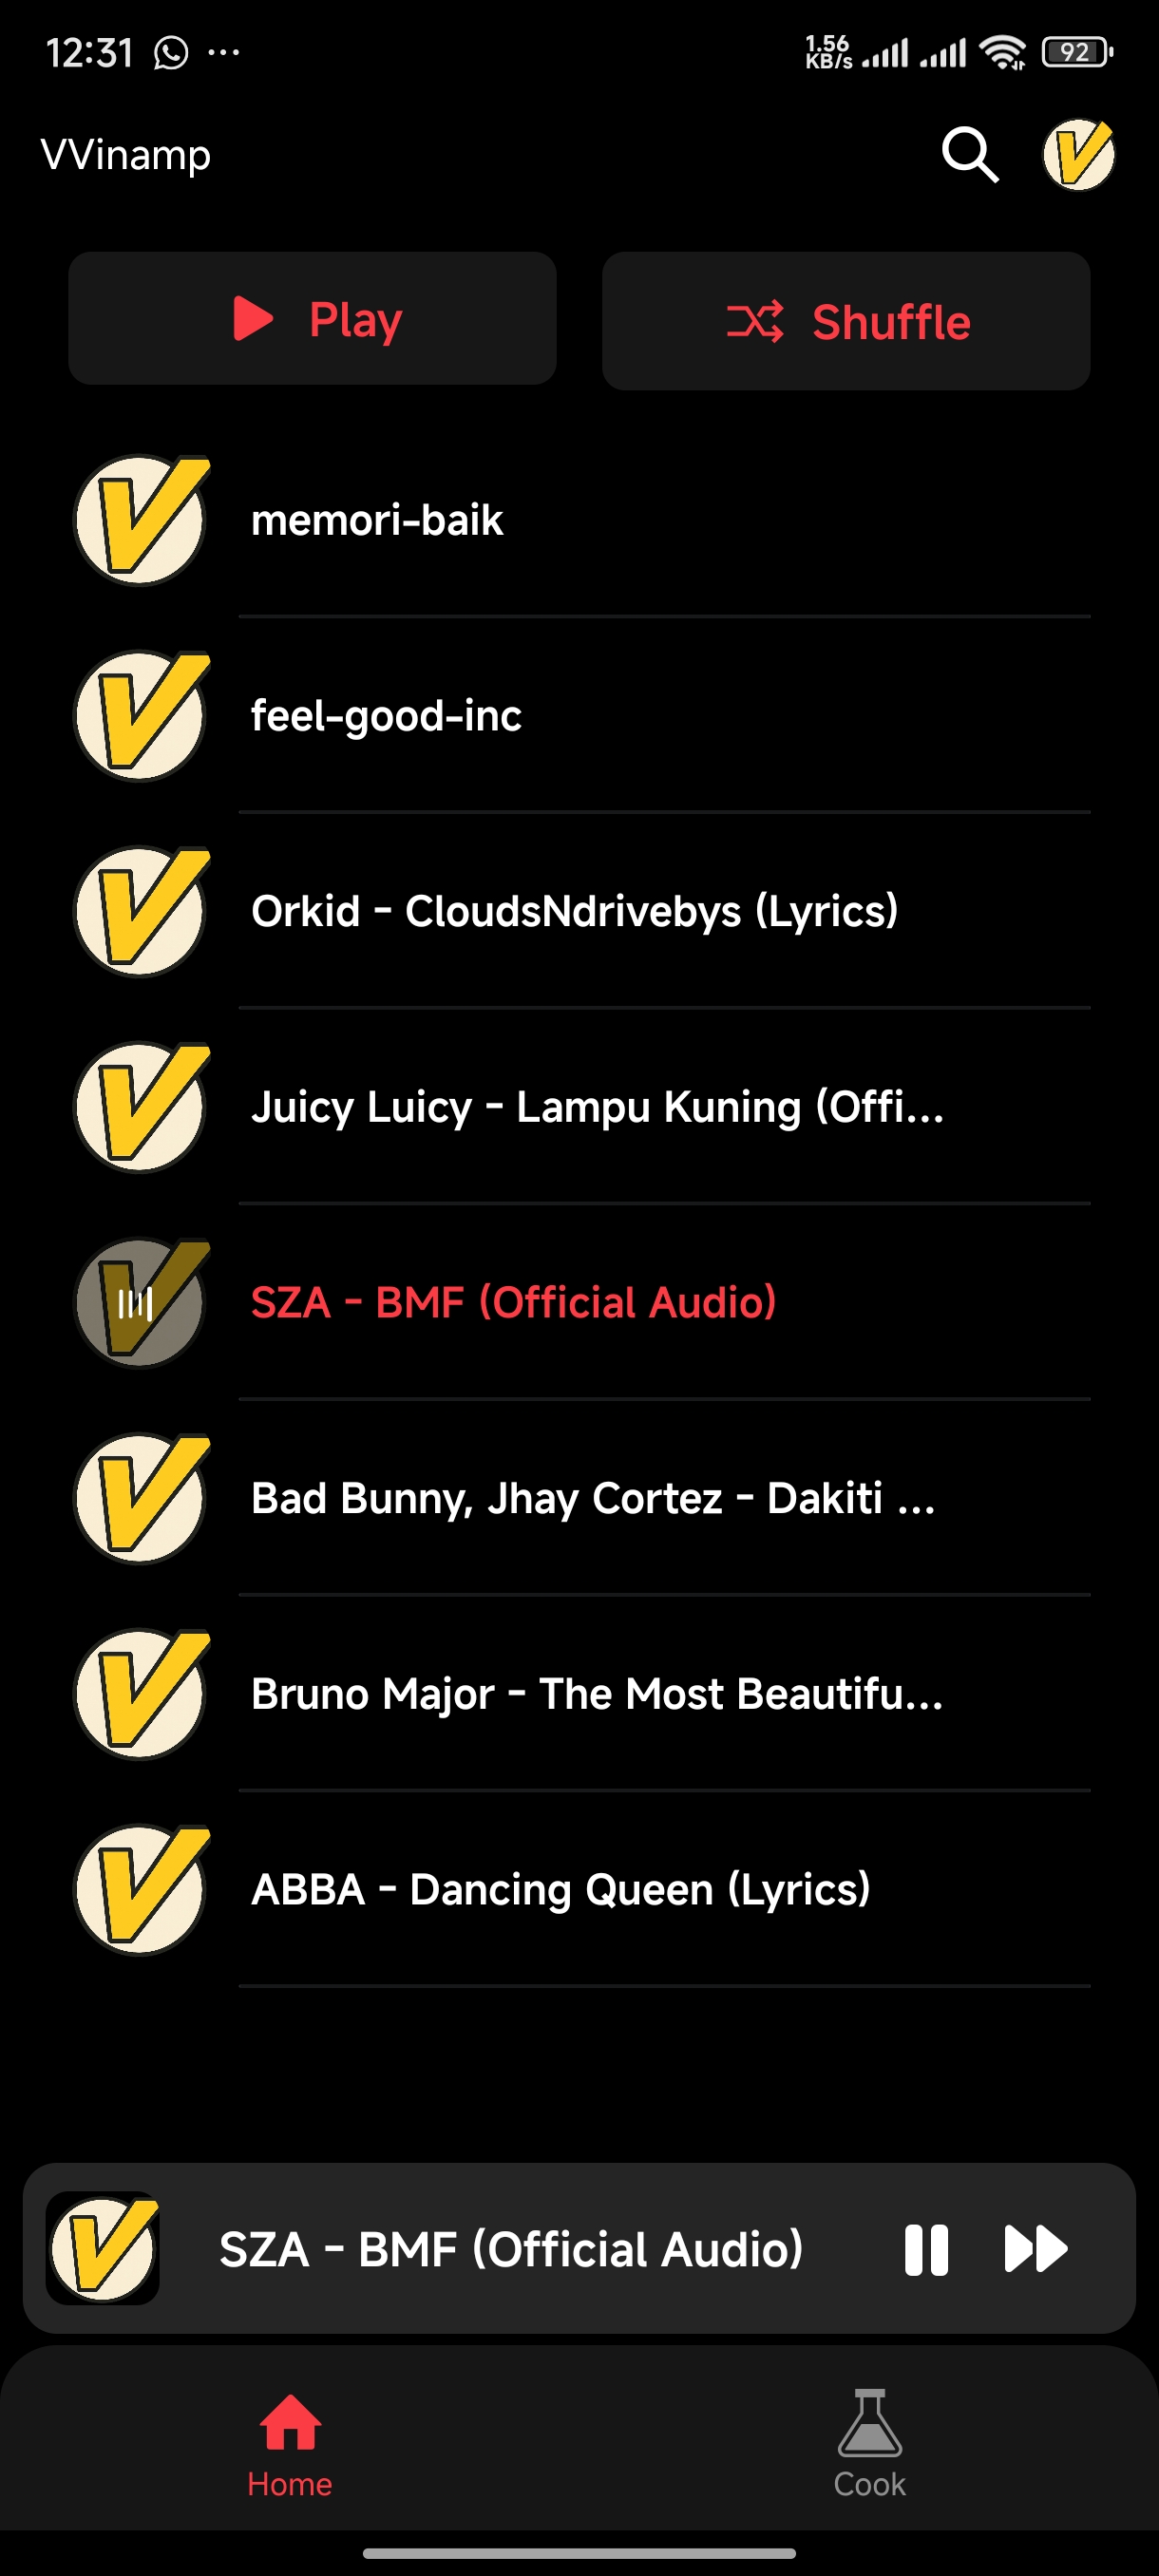 12:31
1.56
KB/s
92
VVinamp
Play
Shuffle
memori-baik
feel-good-inc
Orkid - CloudsNdrivebys (Lyrics)
Juicy Luicy - Lampu Kuning (Offi...
SZA - BMF (Official Audio)
Bad Bunny, Jhay Cortez - Dakiti ...
Bruno Major - The Most Beautifu...
ABBA - Dancing Queen (Lyrics)
SZA - BMF (Official Audio)
Home
Cook